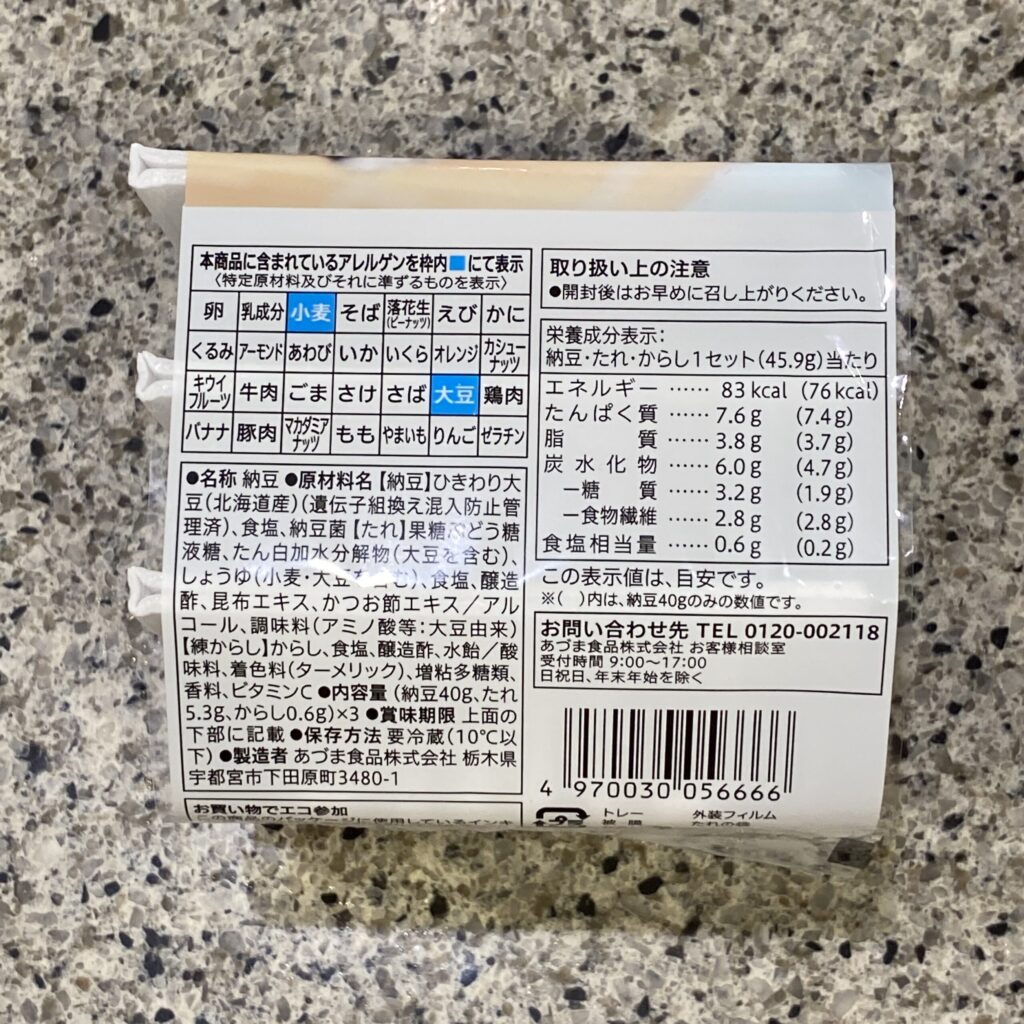 本商品に含まれているアレルゲンを枠内■にて表示
〈特定原材料及びそれに準ずるものを表示〉
卵 乳成分 小麦 そば 落花生(ピーナッツ) えび かに
くるみ アーモンド あわび いか いくら オレンジ カシューナッツ
キウイフルーツ 牛肉 ごま さけ さば 大豆 鶏肉
バナナ 豚肉 マカダミアナッツ もも やまいも りんご ゼラチン
●名称 納豆 ●原材料名【納豆】ひきわり大
豆(北海道産)(遺伝子組換え混入防止管
理済)、食塩、納豆菌【たれ】果糖ぶどう糖
液糖、たん白加水分解物(大豆を含む)、
しょうゆ(小麦・大豆を含む)、食塩、醸造
酢、昆布エキス、かつお節エキス／アル
コール、調味料(アミノ酸等:大豆由来)
【練からし】からし、食塩、醸造酢、水飴／酸
味料、着色料(ターメリック)、増粘多糖類、
香料、ビタミンC ●内容量 (納豆40g、たれ
5.3g、からし0.6g)×3 ●賞味期限 上面の
下部に記載 ●保存方法 要冷蔵(10℃以
下) ●製造者 あづま食品株式会社 栃木県
宇都宮市下田原町3480-1
お買い物でエコ参加
取り扱い上の注意
●開封後はお早めに召し上がりください。
栄養成分表示:
納豆・たれ・からし1セット(45.9g)当たり
エネルギー …… 83kcal (76kcal)
たんぱく質 …… 7.6g (7.4g)
脂質 …… 3.8g (3.7g)
炭水化物 …… 6.0g (4.7g)
－糖質 …… 3.2g (1.9g)
－食物繊維 …… 2.8g (2.8g)
食塩相当量 …… 0.6g (0.2g)
この表示値は、目安です。
※( )内は、納豆40gのみの数値です。
お問い合わせ先 TEL 0120-002118
あづま食品株式会社 お客様相談室
受付時間 9:00～17:00
日祝日、年末年始を除く
4 970030 056666
トレー 外装フィルム